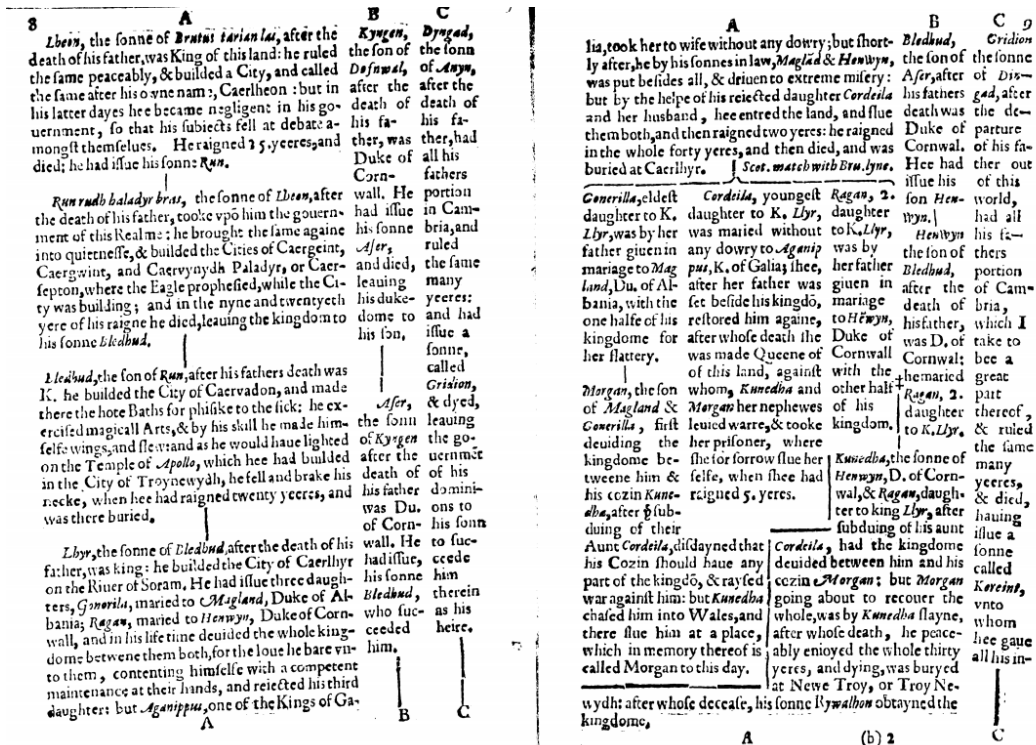 8
A
Lheon, the ſonne of Brutus tarian las, after the
death of his father, was King of this land: he ruled
the ſame peaceably, & builded a City, and called
the ſame after his owne name, Caerlheon: but in
his latter dayes hee became negligent in his go-
uernment, ſo that his ſubiects fell at debate a-
mongſt themſelues. He raigned 25. yeeres, and
died; he had iſſue his ſonne Run.
Run rudh baladyr bras, the ſonne of Lheon, after
the death of his father, tooke vpō him the gouern-
ment of this Realme: he brought the ſame againe
into quietneſſe, & builded the Cities of Caergeint,
Caergwint, and Caervynydh Paladyr, or Caer-
ſepton, where the Eagle propheſied, while the Ci-
ty was building; and in the nyne and twentyeth
yere of his raigne he died, leauing the kingdom to
his ſonne Bledhud.
Bledhud, the ſon of Run, after his fathers death was
K. he builded the City of Caervadon, and made
there the hote Baths for phiſike to the ſick: he ex-
erciſed magicall Arts, & by his skill he made him-
ſelfe wings, and flew: and as he would haue lighted
on the Temple of Apollo, which hee had builded
in the City of Troynewydh, he fell and brake his
necke, when hee had raigned twenty yeeres, and
was there buried.
Lhyr, the ſonne of Bledhud, after the death of his
father, was king: he builded the City of Caerlhyr
on the Riuer of Soram. He had iſſue three daugh-
ters, Gonorila, maried to Magland, Duke of Al-
bania; Ragan, maried to Henwyn, Duke of Corn-
wall, and in his life time deuided the whole king-
dome betwene them both, for the loue he bare vn-
to them, contenting himſelfe with a competent
maintenance at their hands, and reiected his third
daughter: but Aganippus, one of the Kings of Ga-
A
B
Kyngen,
the ſon of
Dofnwal,
after the
death of
his fa-
ther, was
Duke of
Corn-
wall. He
had iſſue
his ſonne
Aſer,
and died,
leauing
his duke-
dome to
his ſon.
Aſer,
the ſonn
of Kyngen
after the
death of
his father
was Du.
of Corn-
wall. He
had iſſue,
his ſonne
Bledhud,
who ſuc-
ceeded
him.
B
C
Dyngad,
the ſonn
of Anyn,
after the
death of
his fa-
ther, had
all his
fathers
portion
in Cam-
bria, and
ruled
the ſame
many
yeeres:
and had
iſſue a
ſonne,
called
Gridion,
& dyed,
leauing
the go-
uernmēt
of his
domini-
ons to
his ſonn
to ſuc-
ceede
him
therein
as his
heire.
C
9
A
lia, took her to wife without any dowry; but ſhort-
ly after, he by his ſonnes in law, Maglad & Henwyn,
was put beſides all, & driuen to extreme miſery:
but by the helpe of his reiected daughter Cordeila
and her husband, hee entred the land, and ſlue
them both, and then raigned two yeres: he raigned
in the whole forty yeres, and then died, and was
buried at Caerlhyr. Scot. match with Bru. lyne.
Gonerilla, eldeſt
daughter to K.
Llyr, was by her
father giuen in
mariage to Mag
land, Du. of Al-
bania, with the
one halfe of his
kingdome for
her flattery.
Morgan, the ſon
of Magland &
Gonerilla, firſt
deuiding the
kingdome be-
tweene him &
his cozin Kune-
dha, after þ ſub-
duing of their
Aunt Cordeila, diſdayned that
his Cozin ſhould haue any
part of the kingdō, & rayſed
war againſt him: but Kunedha
chaſed him into Wales, and
there ſlue him at a place,
which in memory thereof is
called Morgan to this day.
Cordeila, youngeſt
daughter to K. Llyr,
was maried without
any dowry to Aganip
pus, K. of Galia; ſhee,
after her father was
ſet beſide his kingdō,
reſtored him againe,
after whoſe death ſhe
was made Queene of
of this land, againſt
whom, Kunedha and
Morgan her nephewes
leuied warre, & tooke
her priſoner, where
ſhe for ſorrow ſlue her
ſelfe, when ſhee had
raigned 5. yeres.
Ragan, 2.
daughter
to K. Llyr,
was by
her father
giuen in
mariage
to Hēwyn,
Duke of
Cornwall
with the
other half
of his
kingdom.
Kunedha, the ſonne of
Henwyn, D. of Corn-
wal, & Ragan, daugh-
ter to king Llyr, after
ſubduing of his aunt
Cordeila, had the kingdome
deuided between him and his
cozin Morgan; but Morgan
going about to recouer the
whole, was by Kunedha ſlayne,
after whoſe death, he peace-
ably enioyed the whole thirty
yeres, and dying, was buryed
at Newe Troy, or Troy Ne-
wydh: after whoſe deceaſe, his ſonne Rywalhon obtayned the
kingdome.
A
(b) 2
B
Bledhud,
the ſon of
Aſer, after
his fathers
death was
Duke of
Cornwal.
Hee had
iſſue his
ſon Hen-
wyn.
Henwyn
the ſon of
Bledhud,
after the
death of
his father,
was D. of
Cornwal:
he maried
Ragan, 2.
daughter
to K. Llyr.
C
Gridion
the ſonne
of Din-
gad, after
the de-
parture
of his fa-
ther out
of this
world,
had all
his fa-
thers
portion
of Cam-
bria,
which I
take to
bee a
great
part
thereof,
& ruled
the ſame
many
yeeres,
& died,
hauing
iſſue a
ſonne
called
Kereint,
vnto
whom
hee gaue
all his in-
C